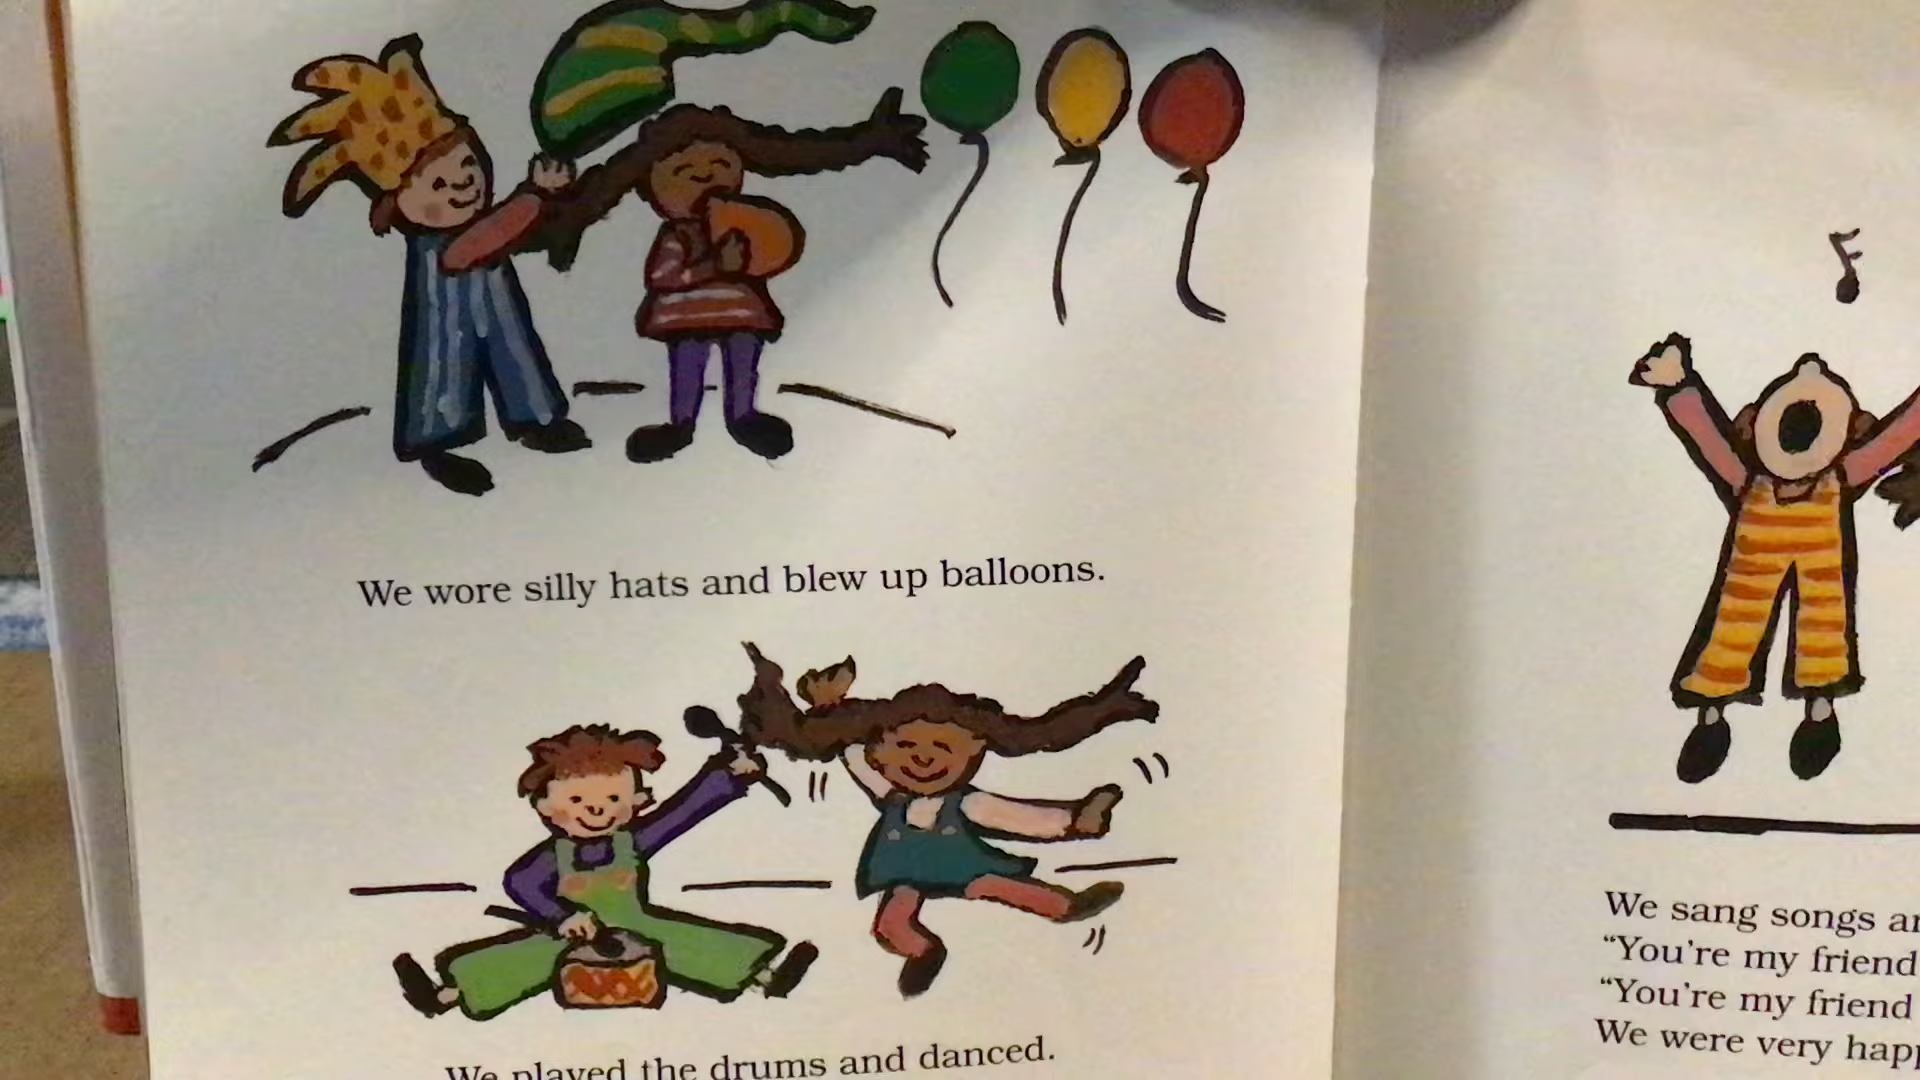 We wore silly hats and blew up balloons.
We played the drums and danced.
We sang songs
"You're my friend
"You're my friend
We were very